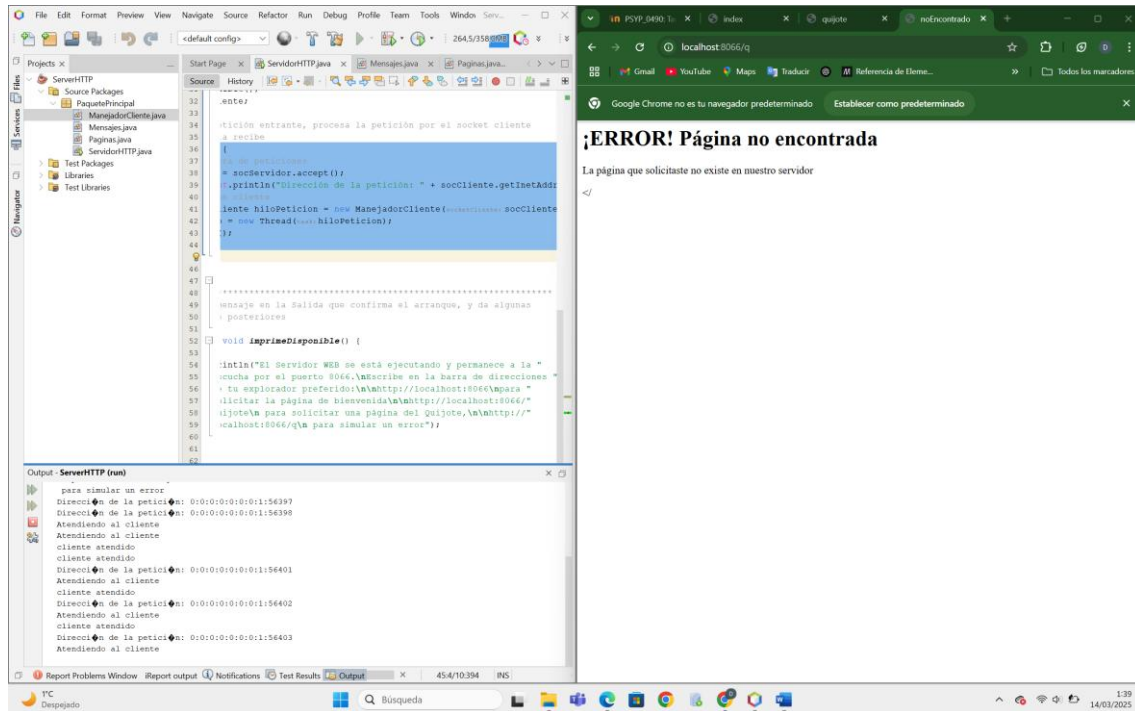 File Edit Format Preview View Navigate Source Refactor Run Debug Profile Team Tools Window Serv...
<default config> 264,5/358,0MB
Projects
Start Page ServidorHTTP.java Mensajes.java Paginas.java...
Source History
ServerHTTP
Source Packages
PaquetePrincipal
ManejadorCliente.java
Mensajes.java
Paginas.java
ServidorHTTP.java
Test Packages
Libraries
Test Libraries
Files
Services
Navigator
32
33 .ente;
34 tición entrante, procesa la petición por el socket cliente
35 a recibe
36 {
37 de peticiones
38 = socServidor.accept();
39 .println("Dirección de la petición: " + socCliente.getInetAddr
40 cliente
41 iente hiloPeticion = new ManejadorCliente( socCliente
42 = new Thread( hiloPeticion);
43 );
44
46
47
48 ****************************************************
49 mensaje en la Salida que confirma el arranque, y da algunas
50 posteriores
51
52 void imprimeDisponible() {
53
54 intln("El Servidor WEB se está ejecutando y permanece a la "
55 cucha por el puerto 8066.\nEscribe en la barra de direcciones "
56 tu explorador preferido:\n\nhttp://localhost:8066\npara "
57 licitar la página de bienvenida\n\nhttp://localhost:8066/"
58 uijote\n para solicitar una página del Quijote,\n\nhttp://"
59 calhost:8066/q\n para simular un error");
60
61
62
Output - ServerHTTP (run)
para simular un error
Direcci�n de la petici�n: 0:0:0:0:0:0:0:1:56397
Direcci�n de la petici�n: 0:0:0:0:0:0:0:1:56398
Atendiendo al cliente
Atendiendo al cliente
cliente atendido
cliente atendido
Direcci�n de la petici�n: 0:0:0:0:0:0:0:1:56401
Atendiendo al cliente
cliente atendido
Direcci�n de la petici�n: 0:0:0:0:0:0:0:1:56402
Atendiendo al cliente
cliente atendido
Direcci�n de la petici�n: 0:0:0:0:0:0:0:1:56403
Atendiendo al cliente
Report Problems Window iReport output Notifications Test Results Output 45:4/10:394 INS
PSYP_0490: Ta index quijote noEncontrado
localhost:8066/q
Gmail YouTube Maps Traducir Referencia de Eleme... Todos los marcadores
Google Chrome no es tu navegador predeterminado Establecer como predeterminado
¡ERROR! Página no encontrada
La página que solicitaste no existe en nuestro servidor
</
1°C
Despejado
Búsqueda
1:39
14/03/2025